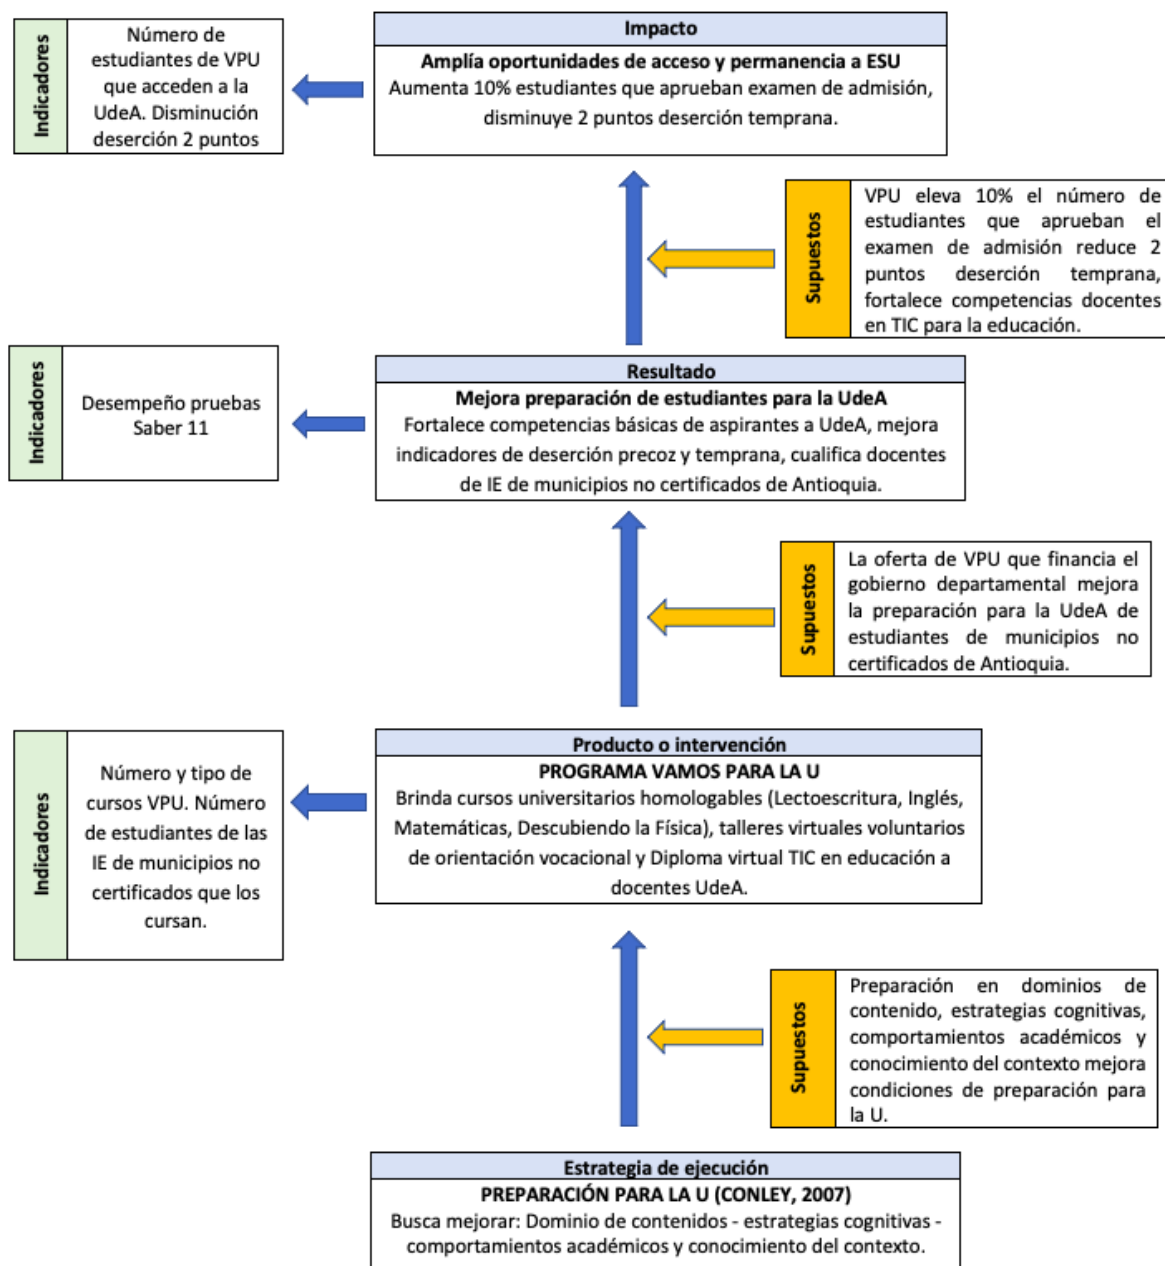 Indicadores
Número de
estudiantes de VPU
que acceden a la
UdeA. Disminución
deserción 2 puntos
Impacto
Amplía oportunidades de acceso y permanencia a ESU
Aumenta 10% estudiantes que aprueban examen de admisión,
disminuye 2 puntos deserción temprana.
Supuestos
VPU eleva 10% el número de
estudiantes que aprueban el
examen de admisión reduce 2
puntos deserción temprana,
fortalece competencias docentes
en TIC para la educación.
Indicadores
Desempeño pruebas
Saber 11
Resultado
Mejora preparación de estudiantes para la UdeA
Fortalece competencias básicas de aspirantes a UdeA, mejora
indicadores de deserción precoz y temprana, cualifica docentes
de IE de municipios no certificados de Antioquia.
Supuestos
La oferta de VPU que financia el
gobierno departamental mejora
la preparación para la UdeA de
estudiantes de municipios no
certificados de Antioquia.
Indicadores
Número y tipo de
cursos VPU. Número
de estudiantes de las
IE de municipios no
certificados que los
cursan.
Producto o intervención
PROGRAMA VAMOS PARA LA U
Brinda cursos universitarios homologables (Lectoescritura, Inglés,
Matemáticas, Descubiendo la Física), talleres virtuales voluntarios
de orientación vocacional y Diploma virtual TIC en educación a
docentes UdeA.
Supuestos
Preparación en dominios de
contenido, estrategias cognitivas,
comportamientos académicos y
conocimiento del contexto mejora
condiciones de preparación para
la U.
Estrategia de ejecución
PREPARACIÓN PARA LA U (CONLEY, 2007)
Busca mejorar: Dominio de contenidos - estrategias cognitivas -
comportamientos académicos y conocimiento del contexto.